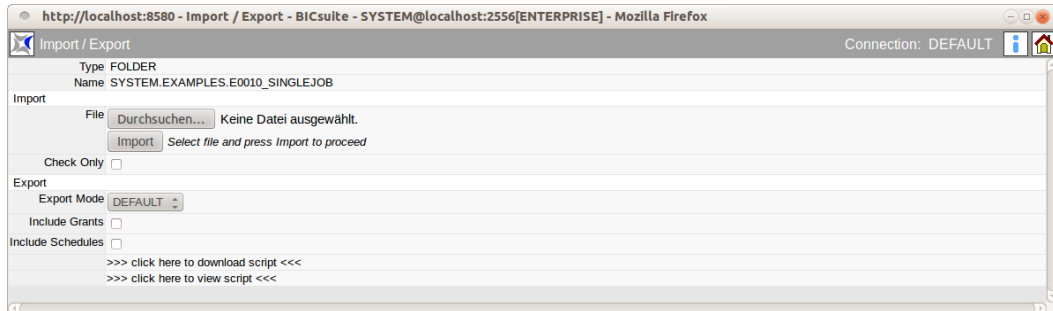 http://localhost:8580 - Import / Export - BICsuite - SYSTEM@localhost:2556[ENTERPRISE] - Mozilla Firefox
Import / Export Connection: DEFAULT
Type FOLDER
Name SYSTEM.EXAMPLES.E0010_SINGLEJOB
Import
File Durchsuchen... Keine Datei ausgewählt.
Import Select file and press Import to proceed
Check Only
Export
Export Mode DEFAULT
Include Grants
Include Schedules
>>> click here to download script <<<
>>> click here to view script <<<